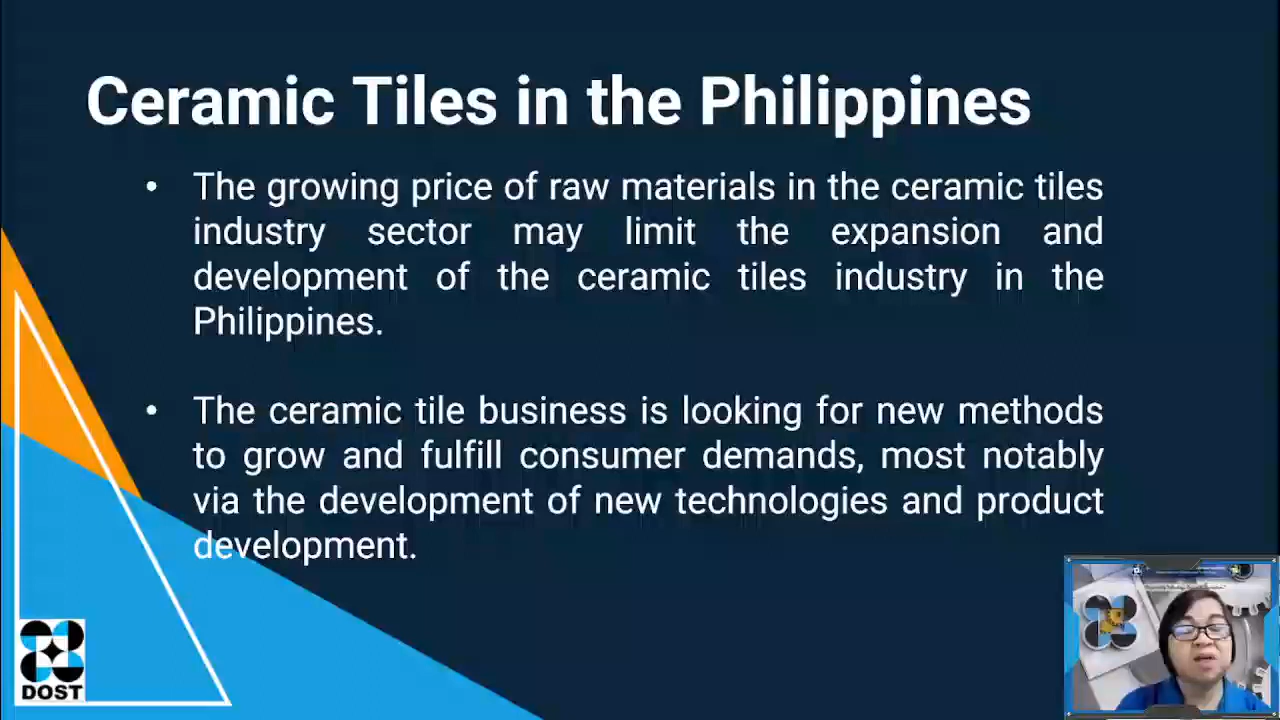 Ceramic Tiles in the Philippines
• The growing price of raw materials in the ceramic tiles
industry sector may limit the expansion and
development of the ceramic tiles industry in the
Philippines.
• The ceramic tile business is looking for new methods
to grow and fulfill consumer demands, most notably
via the development of new technologies and product
development.
DOST